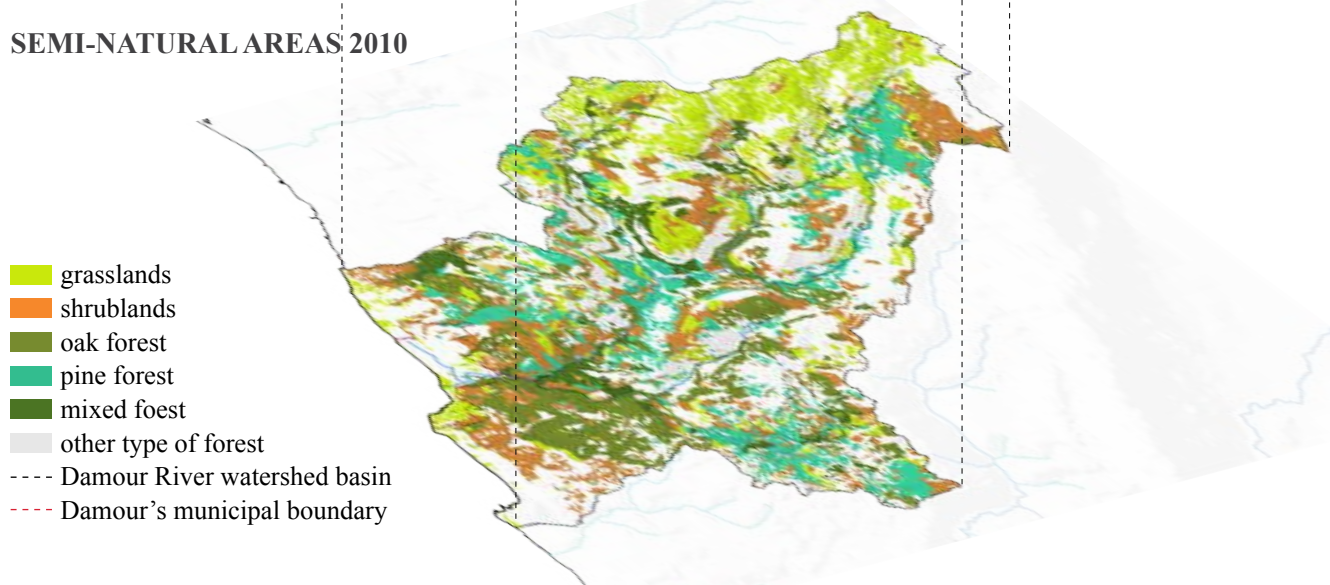 SEMI-NATURAL AREAS 2010
grasslands
shrublands
oak forest
pine forest
mixed foest
other type of forest
Damour River watershed basin
Damour’s municipal boundary